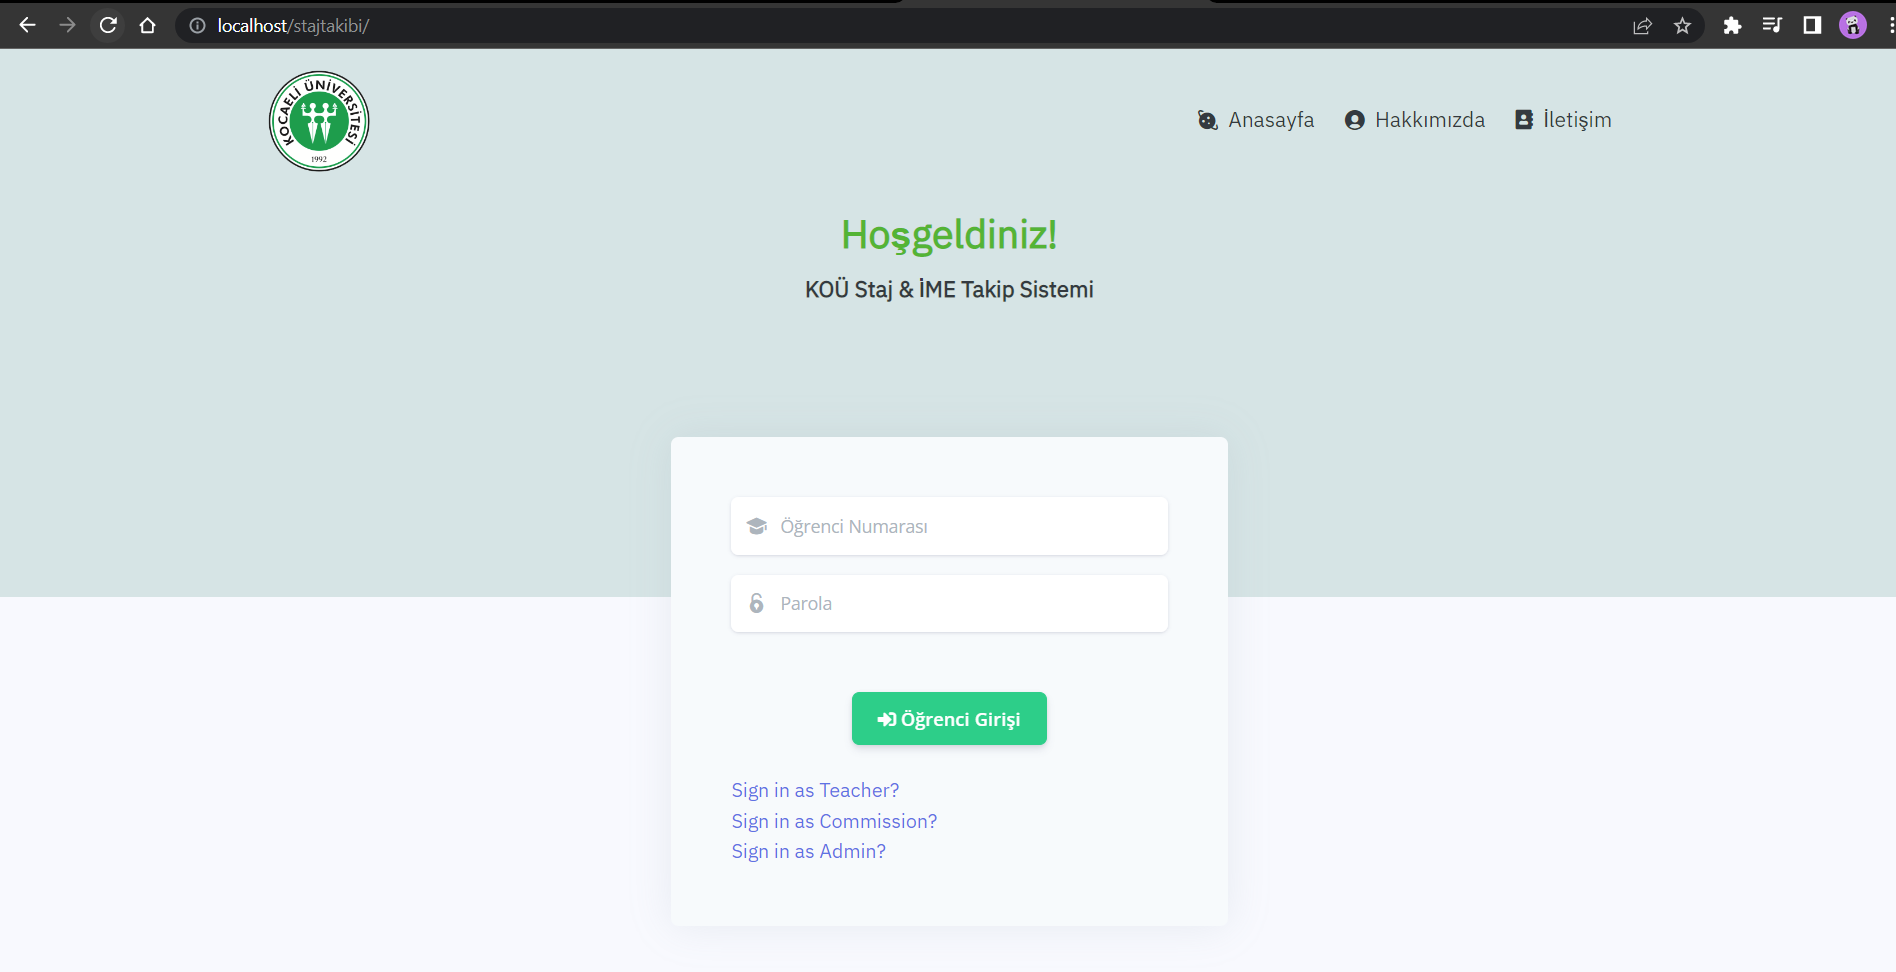 localhost/stajtakibi/
KOCAELİ ÜNİVERSİTESİ
1992
Anasayfa
Hakkımızda
İletişim
Hoşgeldiniz!
KOÜ Staj & İME Takip Sistemi
Öğrenci Numarası
Parola
Öğrenci Girişi
Sign in as Teacher?
Sign in as Commission?
Sign in as Admin?